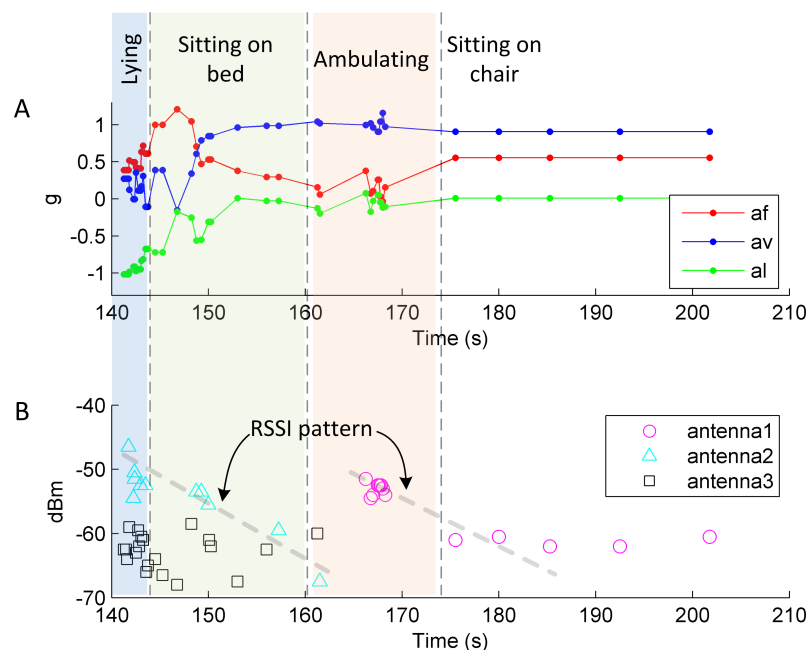 Lying
Sitting on
bed
Ambulating
Sitting on
chair
A
1
0.5
0
-0.5
-1
g
af
av
al
140 150 160 170 180 190 200 210
Time (s)
B
-40
-50
-60
-70
dBm
RSSI pattern
antenna1
antenna2
antenna3
140 150 160 170 180 190 200 210
Time (s)